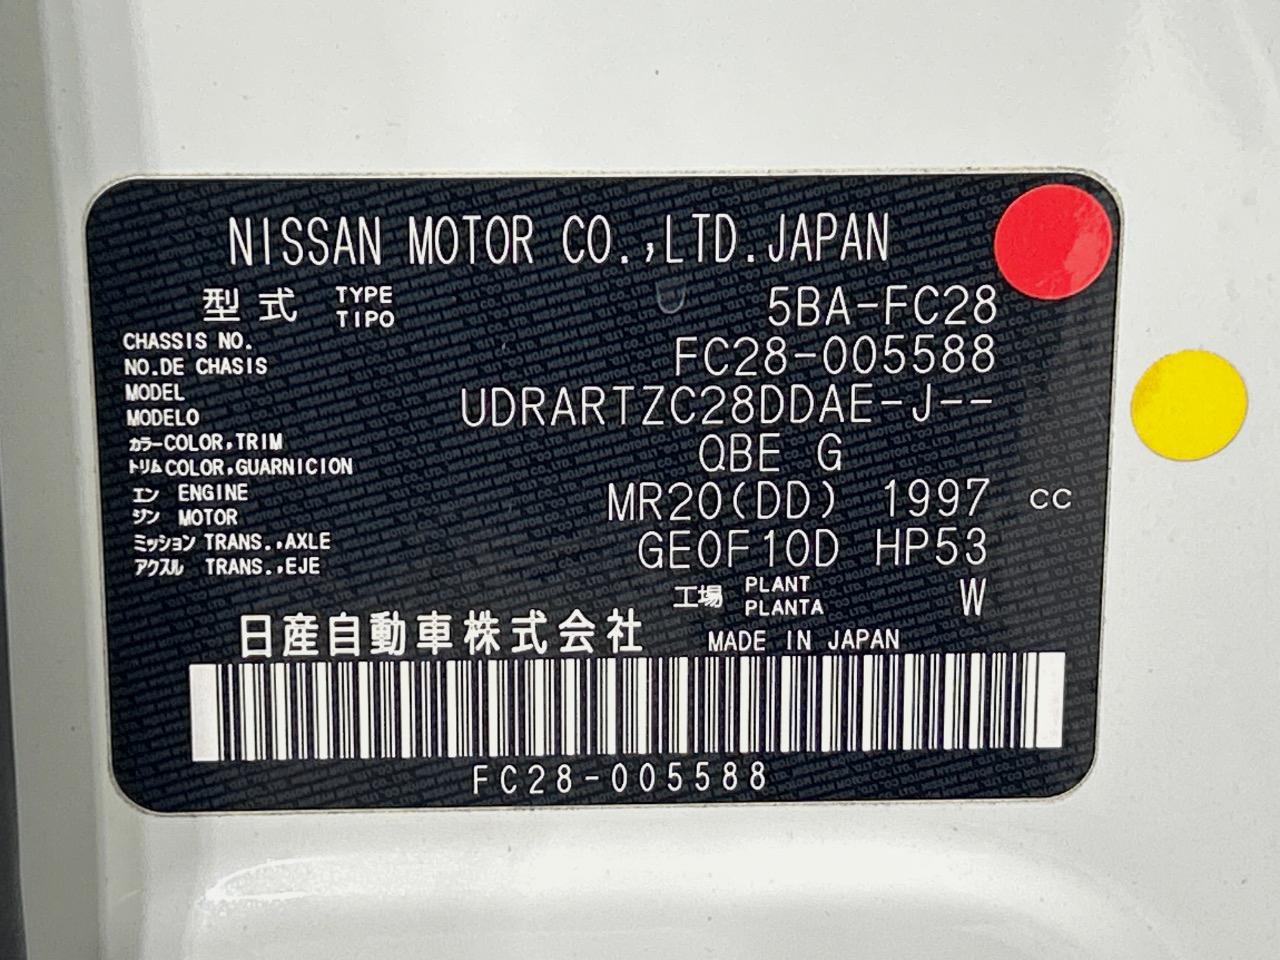 NISSAN MOTOR CO.,LTD.JAPAN
型式 TYPE TIPO 5BA-FC28
CHASSIS NO.
NO.DE CHASIS FC28-005588
MODEL
MODELO UDRARTZC28DDAE-J--
カラー COLOR,TRIM
トリム COLOR,GUARNICION QBE G
エンジン ENGINE MOTOR MR20(DD) 1997 cc
ミッション TRANS.,AXLE
アクスル TRANS.,EJE GE0F10D HP53
工場 PLANT PLANTA W
日産自動車株式会社 MADE IN JAPAN
FC28-005588